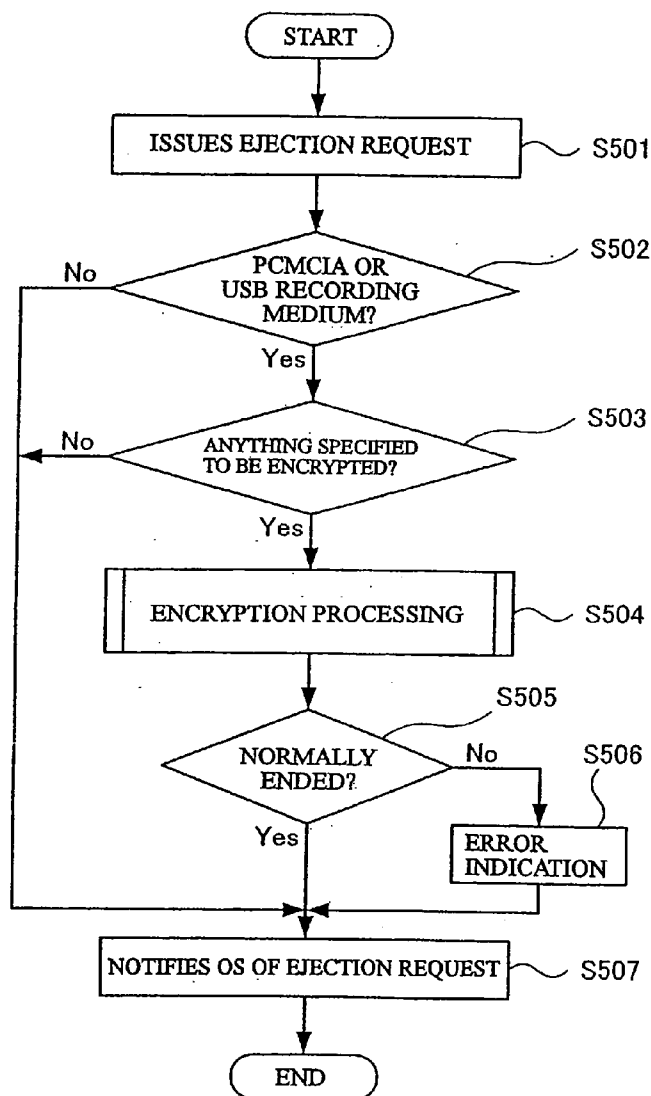 START
ISSUES EJECTION REQUEST
S501
PCMCIA OR
USB RECORDING
MEDIUM?
S502
No
Yes
ANYTHING SPECIFIED
TO BE ENCRYPTED?
S503
No
Yes
ENCRYPTION PROCESSING
S504
NORMALLY
ENDED?
S505
No
Yes
S506
ERROR
INDICATION
NOTIFIES OS OF EJECTION REQUEST
S507
END